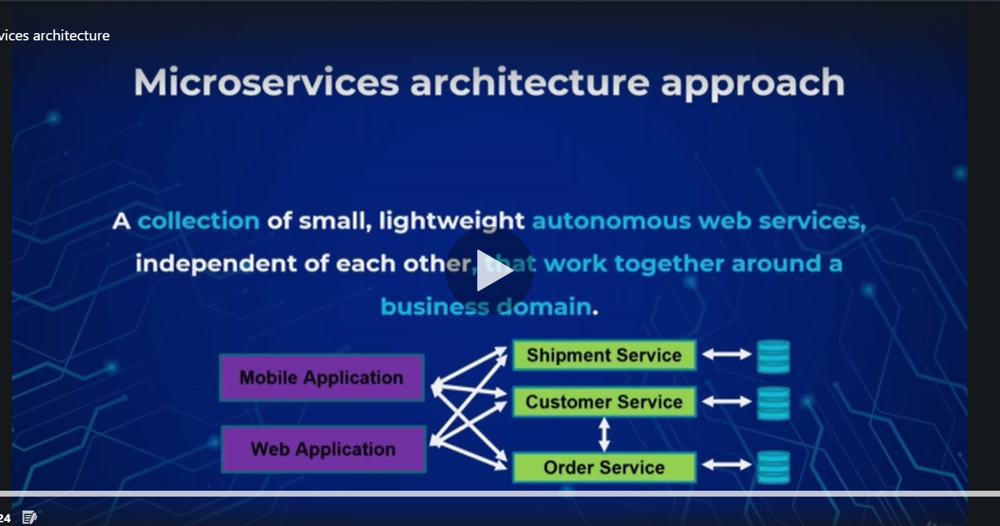 vices architecture
Microservices architecture approach
A collection of small, lightweight autonomous web services,
independent of each other, that work together around a
business domain.
Shipment Service
Mobile Application
Customer Service
Web Application
Order Service
24